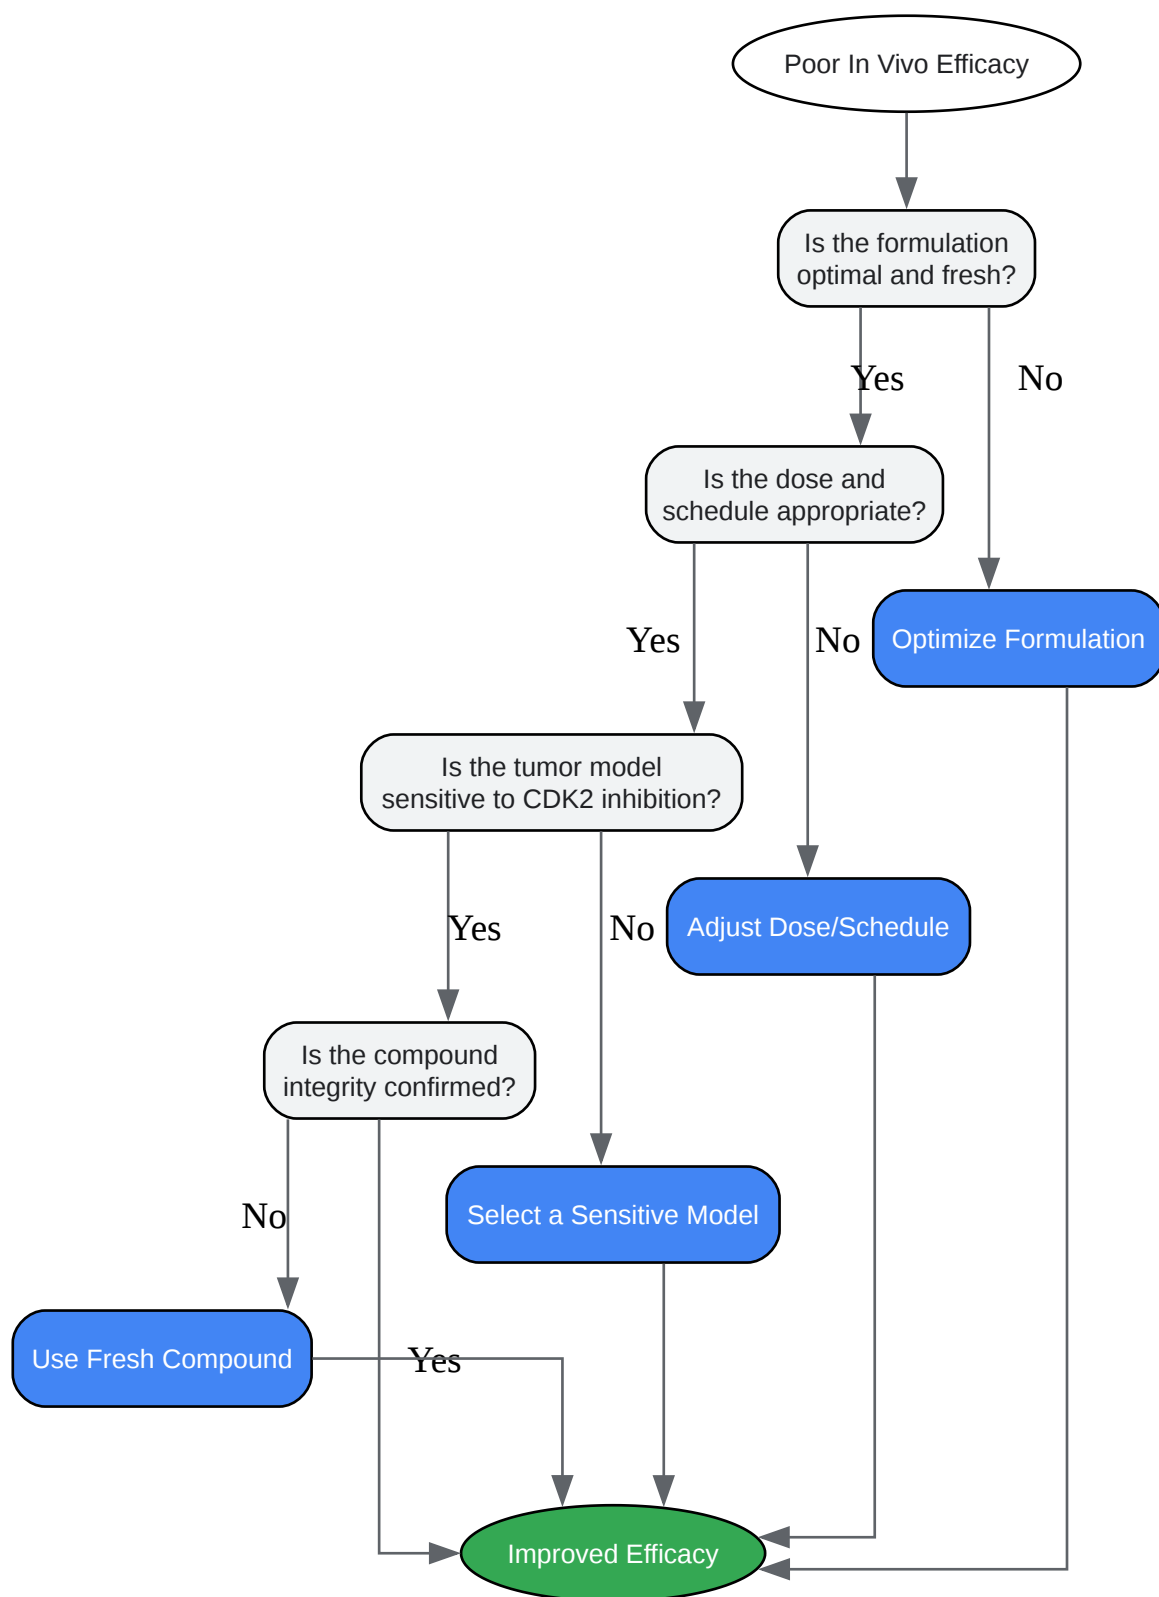 Poor In Vivo Efficacy
Is the formulation
optimal and fresh?
Yes
No
Is the dose and
schedule appropriate?
Yes
No
Optimize Formulation
Is the tumor model
sensitive to CDK2 inhibition?
Yes
No
Adjust Dose/Schedule
Is the compound
integrity confirmed?
No
Select a Sensitive Model
Use Fresh Compound
Yes
Improved Efficacy